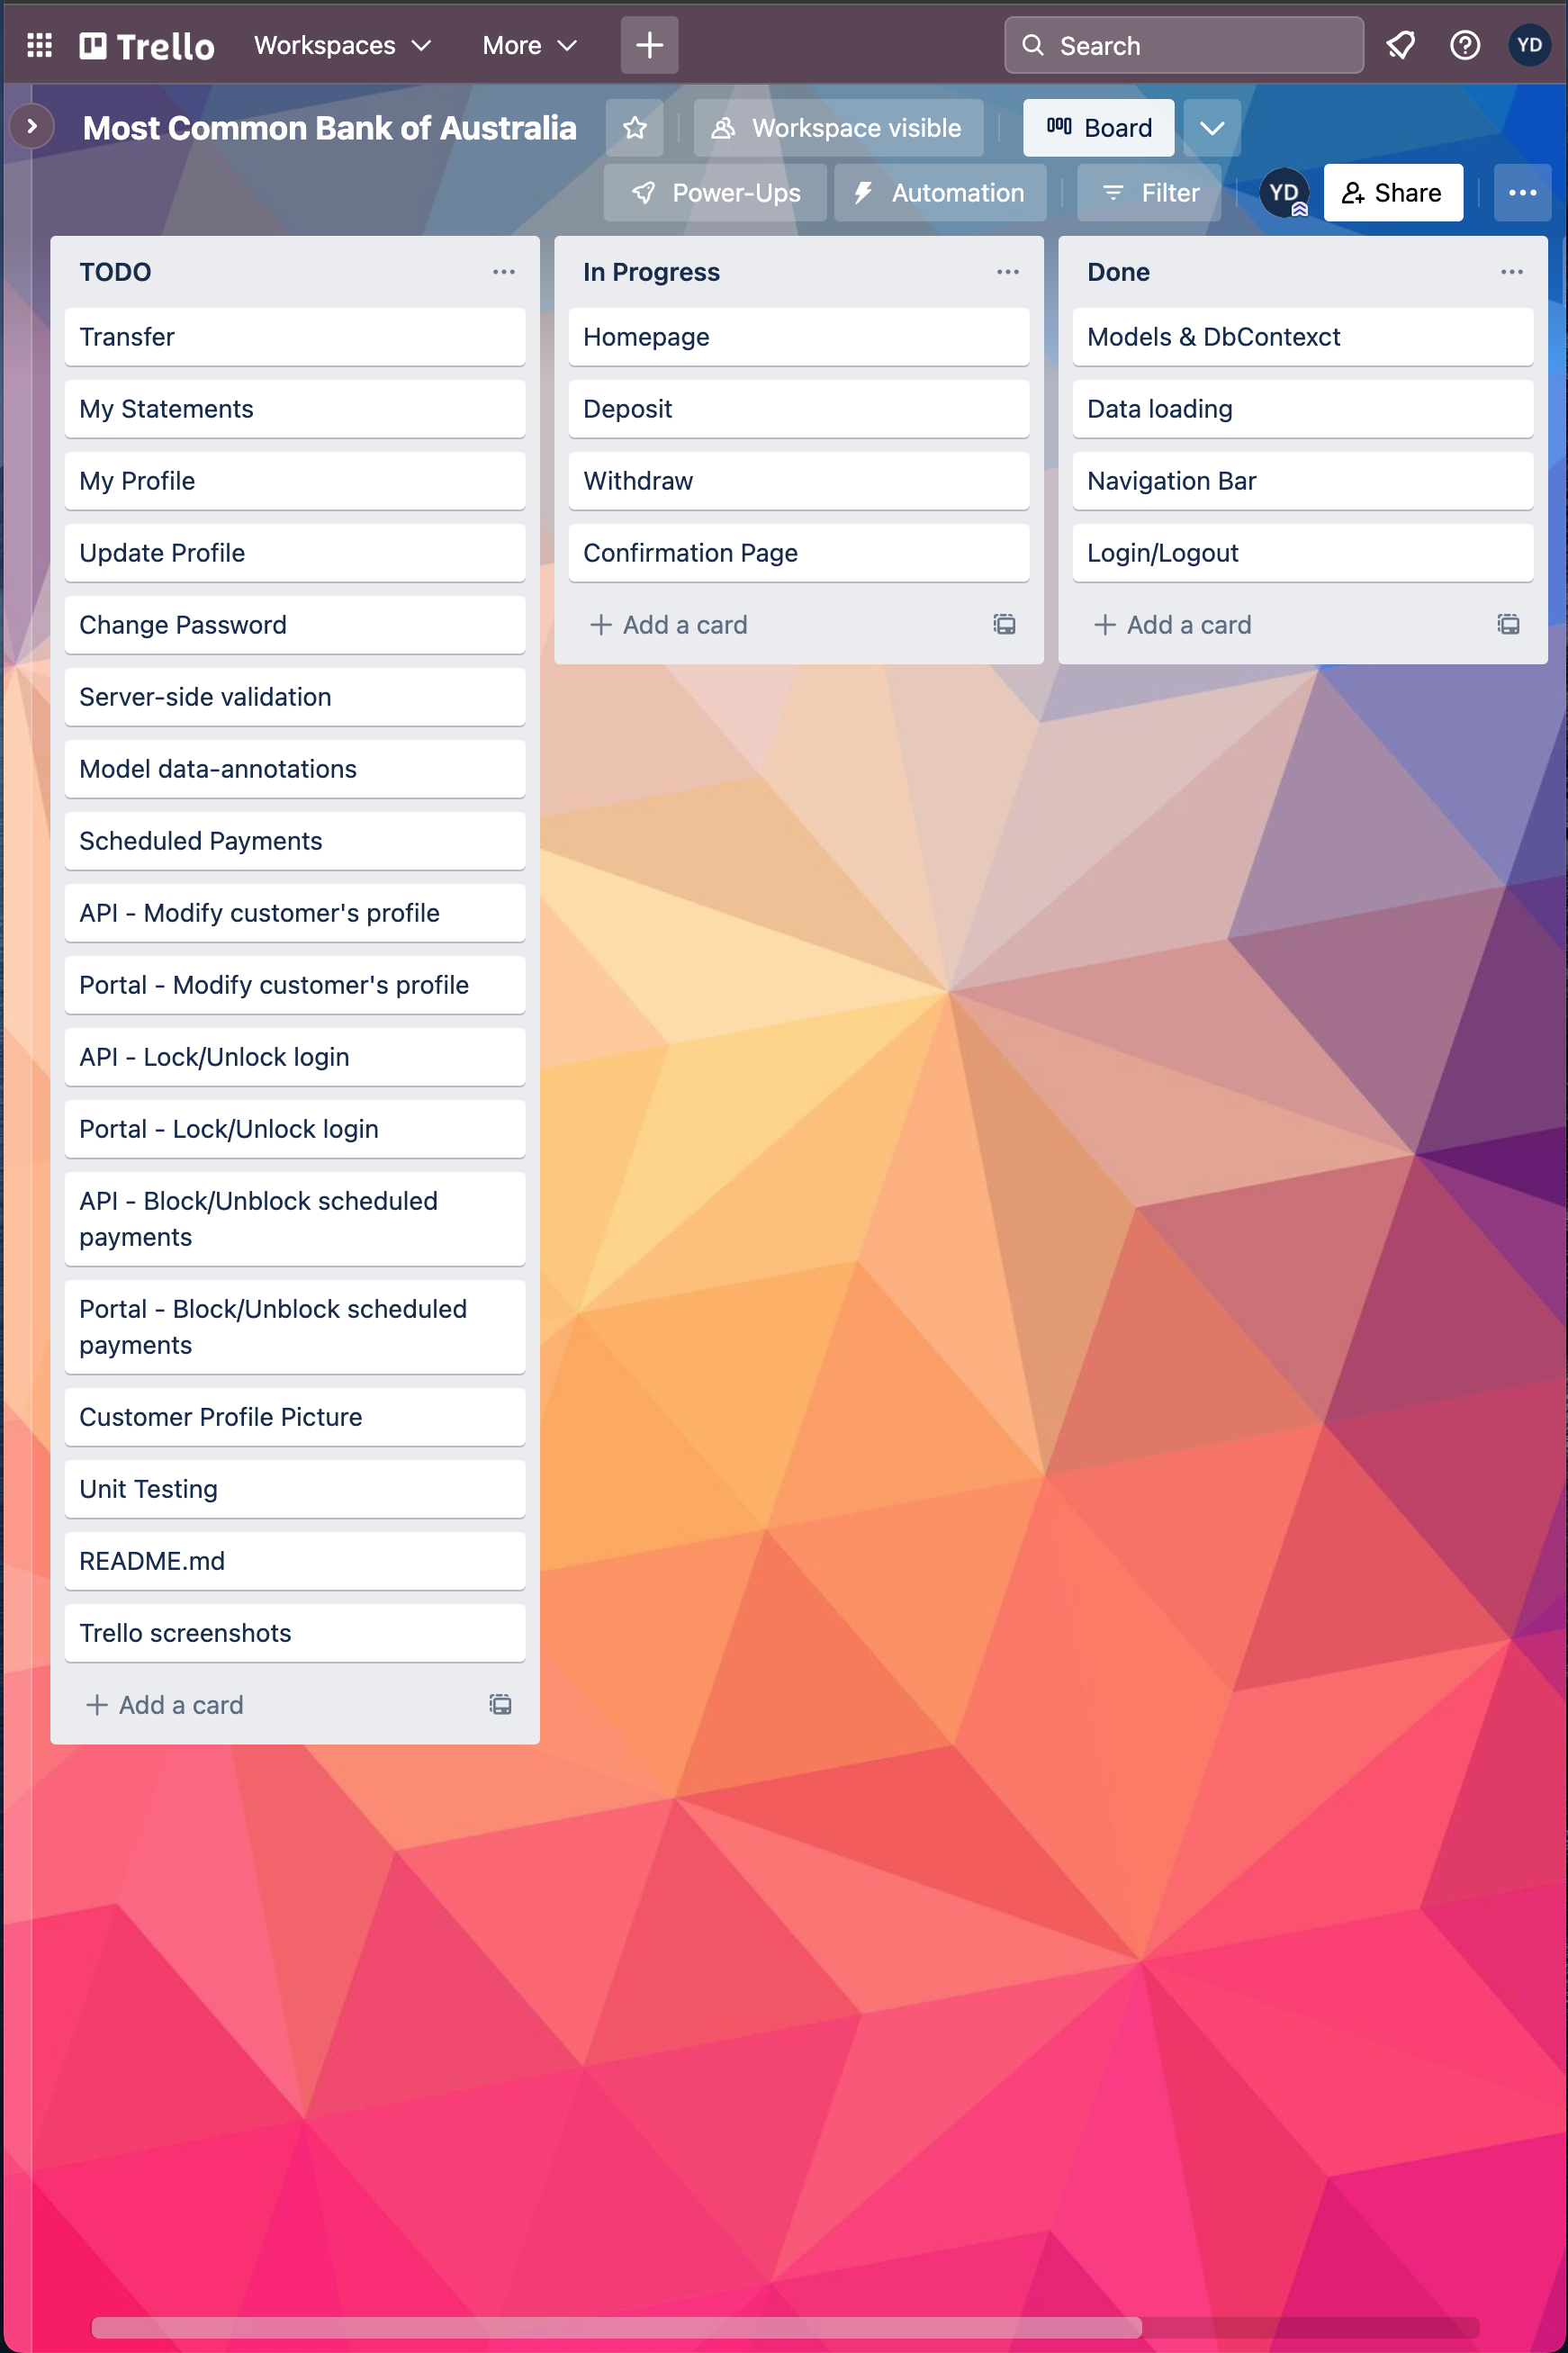 Trello
Workspaces
More
Search
YD
Most Common Bank of Australia
Workspace visible
Board
Power-Ups
Automation
Filter
YD
Share
TODO
Transfer
My Statements
My Profile
Update Profile
Change Password
Server-side validation
Model data-annotations
Scheduled Payments
API - Modify customer's profile
Portal - Modify customer's profile
API - Lock/Unlock login
Portal - Lock/Unlock login
API - Block/Unblock scheduled
payments
Portal - Block/Unblock scheduled
payments
Customer Profile Picture
Unit Testing
README.md
Trello screenshots
+ Add a card
In Progress
Homepage
Deposit
Withdraw
Confirmation Page
+ Add a card
Done
Models & DbContexct
Data loading
Navigation Bar
Login/Logout
+ Add a card